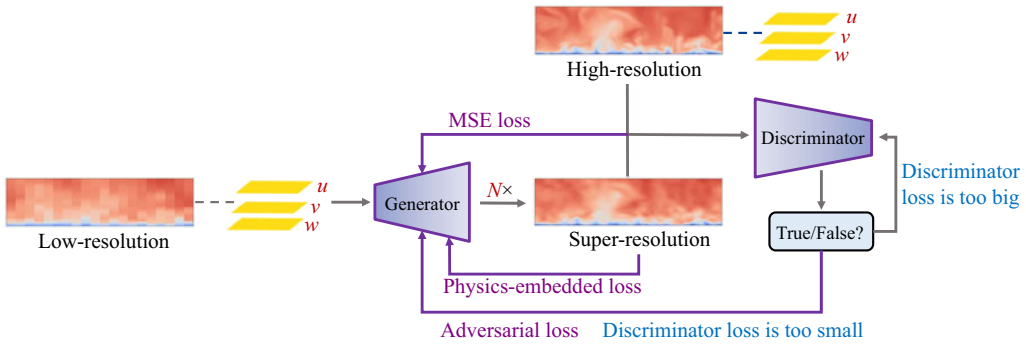 u
v
w
High-resolution
MSE loss
Discriminator
Discriminator
loss is too big
u
v
w
Generator
N×
Low-resolution
Super-resolution
True/False?
Physics-embedded loss
Adversarial loss
Discriminator loss is too small